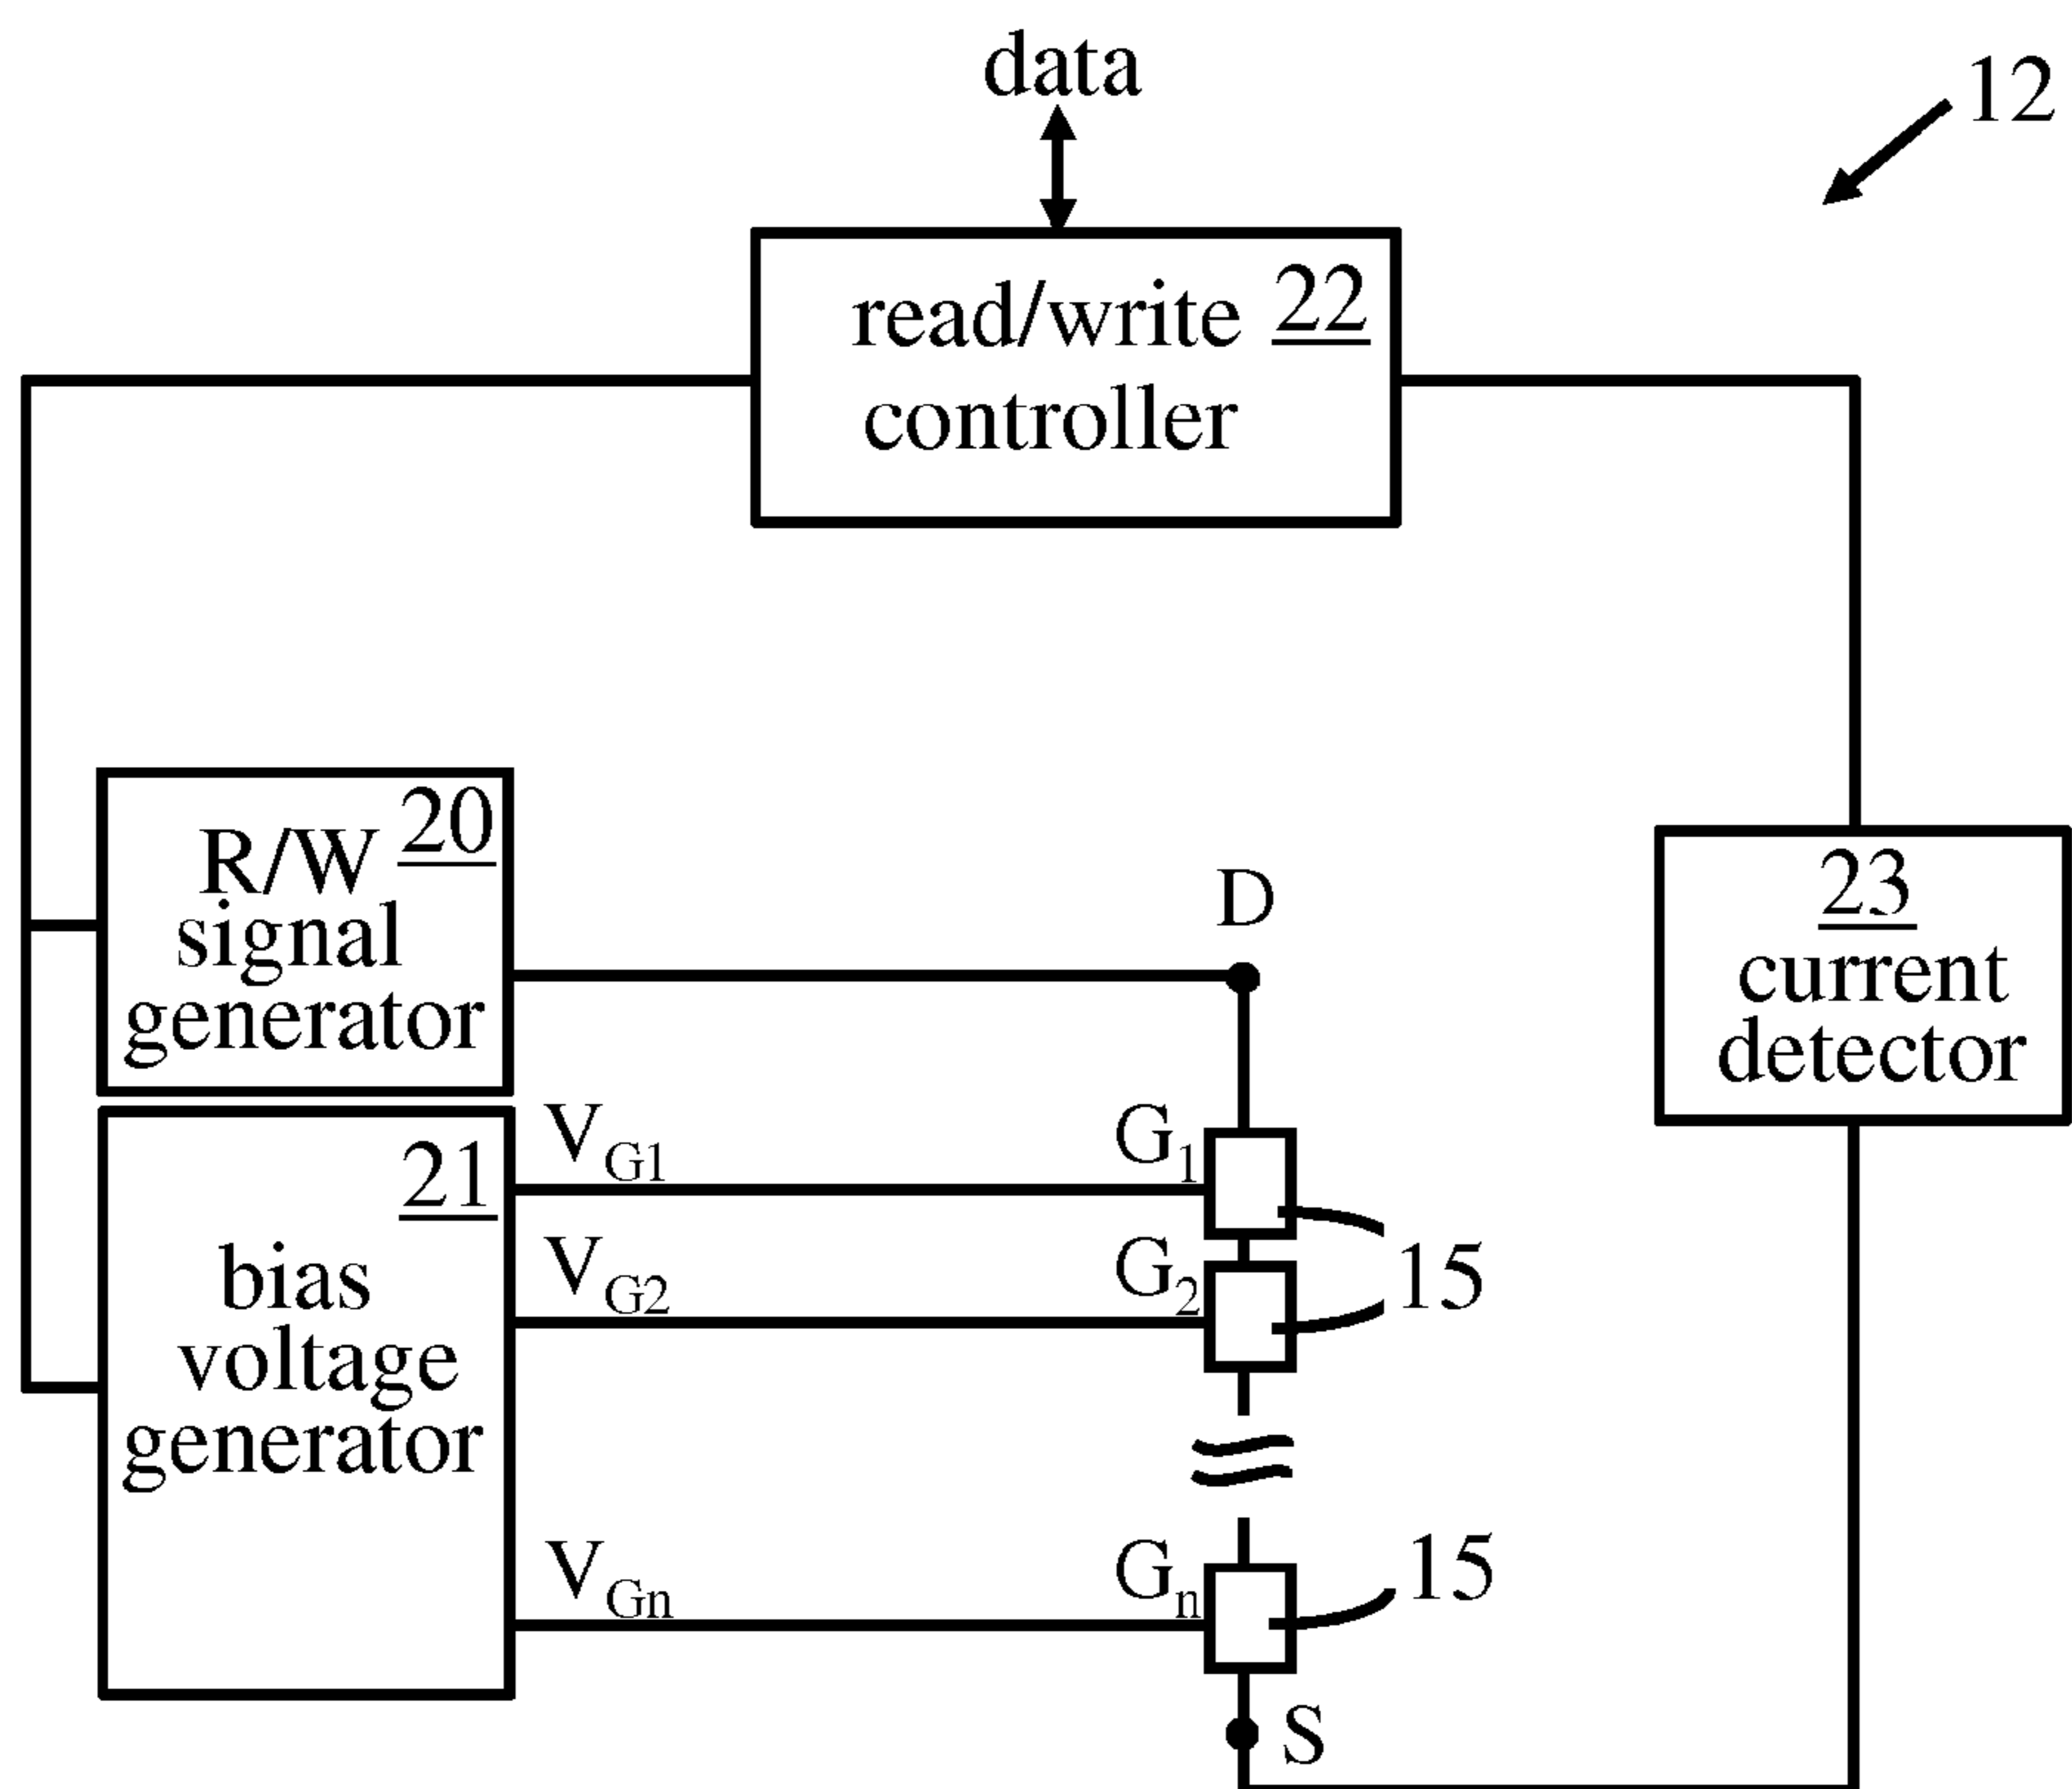 data
12
read/write 22
controller
20
R/W
signal
generator
D
23
current
detector
21
bias
voltage
generator
VG1
G1
VG2
G2
15
VGn
Gn
15
S